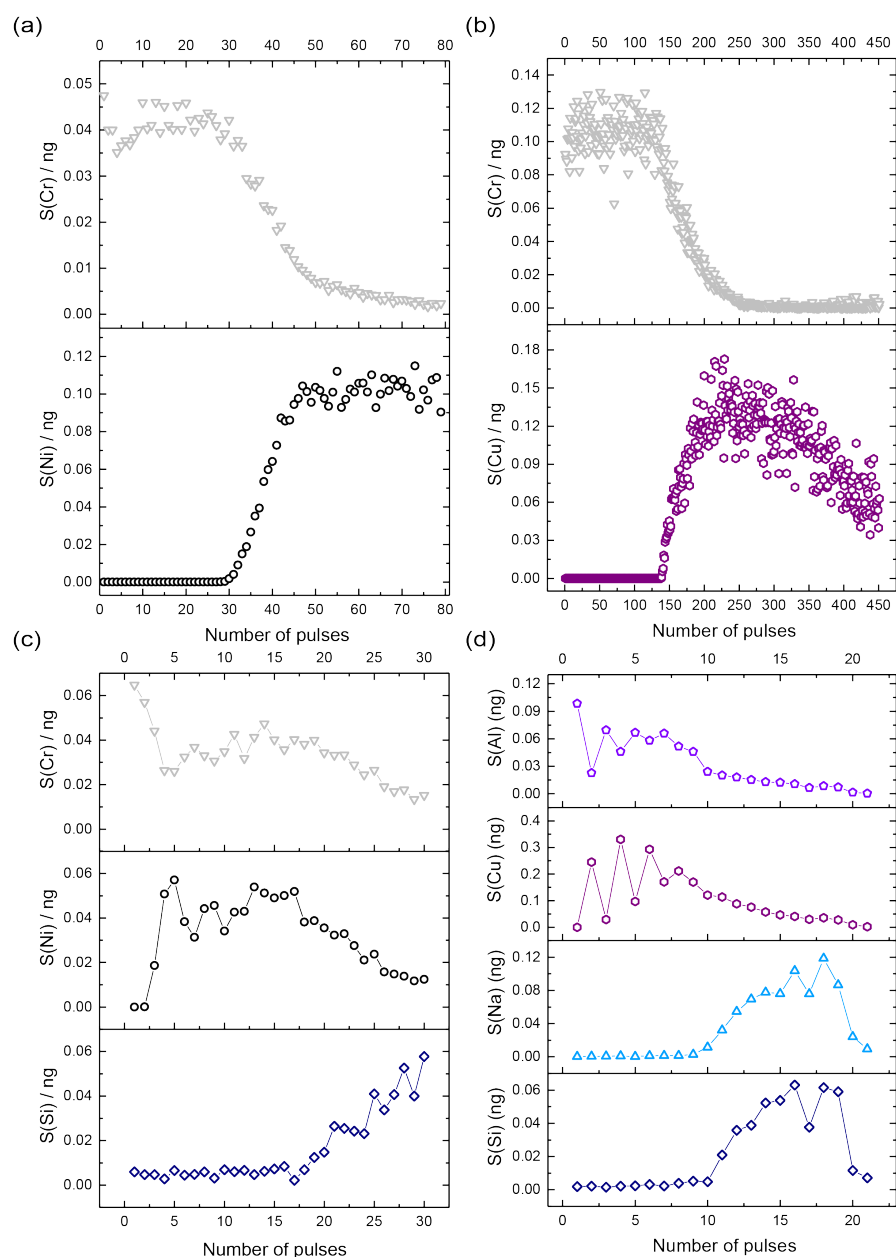 (a)
0 10 20 30 40 50 60 70 80
0.05
0.04
0.03
0.02
0.01
0.00
S(Cr) / ng
0.12
0.10
0.08
0.06
0.04
0.02
0.00
S(Ni) / ng
0 10 20 30 40 50 60 70 80
Number of pulses
(b)
0 50 100 150 200 250 300 350 400 450
0.14
0.12
0.10
0.08
0.06
0.04
0.02
0.00
S(Cr) / ng
0.18
0.15
0.12
0.09
0.06
0.03
0.00
S(Cu) / ng
0 50 100 150 200 250 300 350 400 450
Number of pulses
(c)
0 5 10 15 20 25 30
0.06
0.04
0.02
0.00
S(Cr) / ng
0.06
0.04
0.02
0.00
S(Ni) / ng
0.06
0.04
0.02
0.00
S(Si) / ng
0 5 10 15 20 25 30
Number of pulses
(d)
0 5 10 15 20
0.12
0.09
0.06
0.03
0.00
S(Al) (ng)
0.4
0.3
0.2
0.1
0.0
S(Cu) (ng)
0.12
0.08
0.04
0.00
S(Na) (ng)
0.06
0.04
0.02
0.00
S(Si) (ng)
0 5 10 15 20
Number of pulses